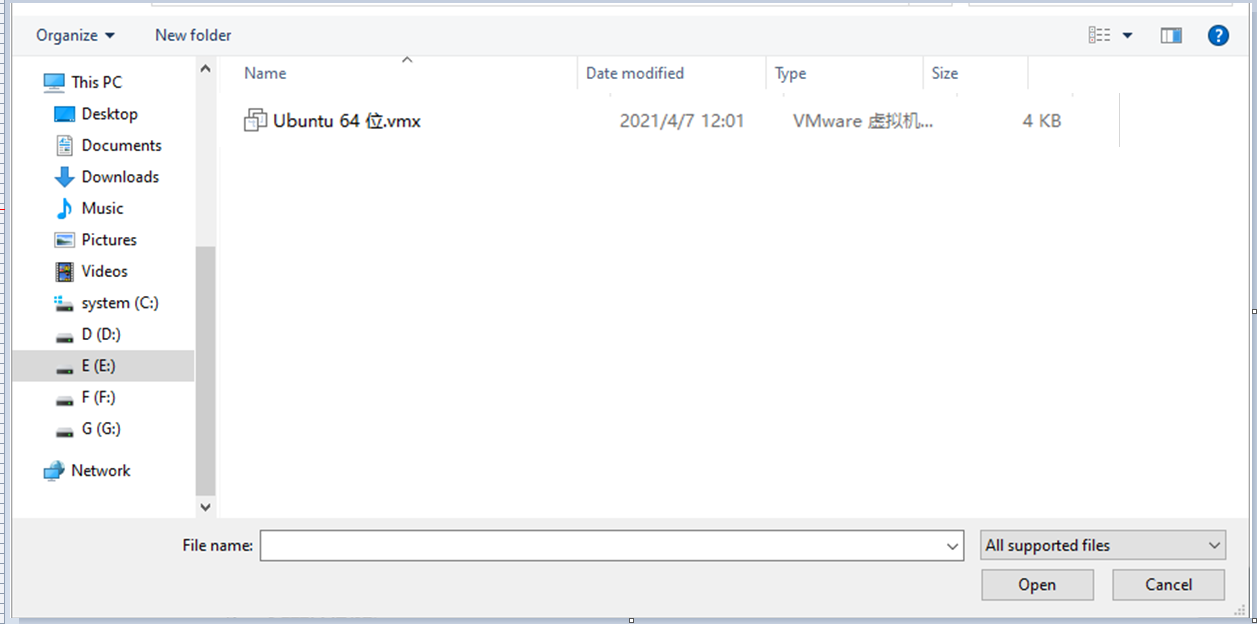 Organize New folder
Name Date modified Type Size
This PC
Desktop
Documents
Downloads
Music
Pictures
Videos
system (C:)
D (D:)
E (E:)
F (F:)
G (G:)
Network
Ubuntu 64 位.vmx 2021/4/7 12:01 VMware 虚拟机... 4 KB
File name: All supported files
Open Cancel